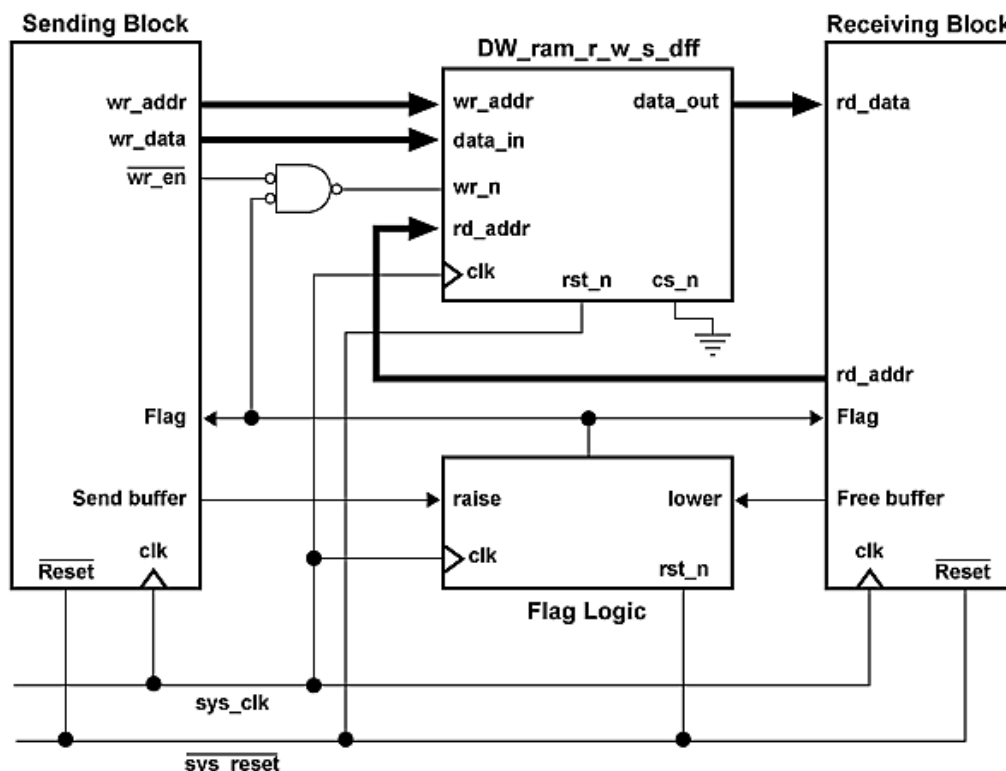 Sending Block
Receiving Block
DW_ram_r_w_s_dff
wr_addr
wr_addr
data_out
rd_data
wr_data
data_in
wr_en
wr_n
rd_addr
clk
rst_n
cs_n
rd_addr
Flag
Flag
Send buffer
raise
lower
Free buffer
clk
clk
clk
Reset
rst_n
Reset
Flag Logic
sys_clk
sys_reset